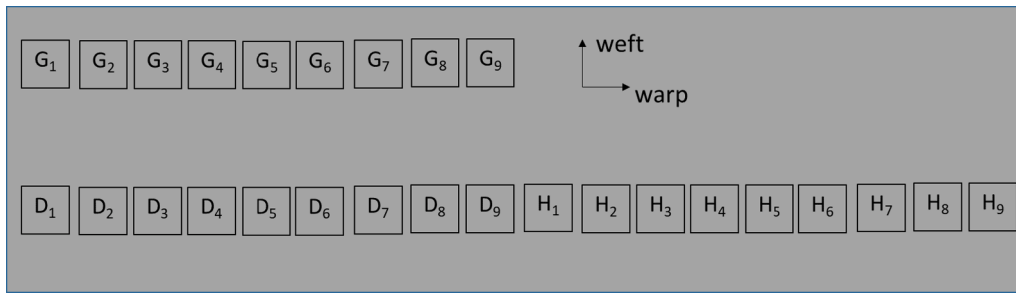 G₁ G₂ G₃ G₄ G₅ G₆ G₇ G₈ G₉
weft
warp
D₁ D₂ D₃ D₄ D₅ D₆ D₇ D₈ D₉ H₁ H₂ H₃ H₄ H₅ H₆ H₇ H₈ H₉